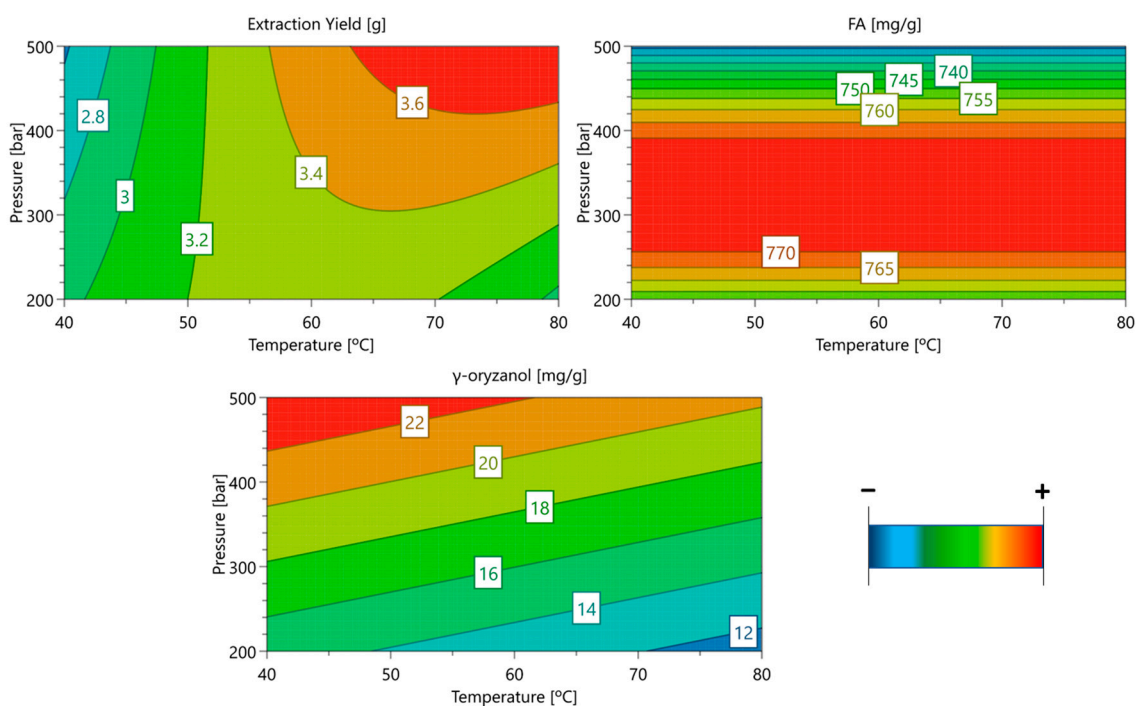 Extraction Yield [g]
500
400
300
200
Pressure [bar]
2.8
3
3.2
3.4
3.6
40 50 60 70 80
Temperature [ºC]
FA [mg/g]
500
400
300
200
Pressure [bar]
740
745
750
755
760
770
765
40 50 60 70 80
Temperature [ºC]
γ-oryzanol [mg/g]
500
400
300
200
Pressure [bar]
22
20
18
16
14
12
40 50 60 70 80
Temperature [ºC]
− +